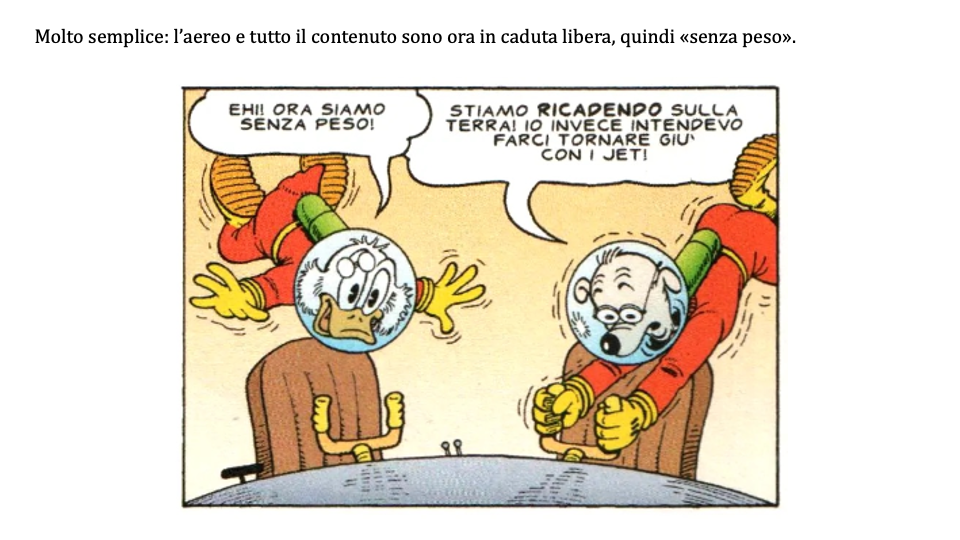 Molto semplice: l’aereo e tutto il contenuto sono ora in caduta libera, quindi «senza peso».
EHI! ORA SIAMO
SENZA PESO!
STIAMO RICADENDO SULLA
TERRA! IO INVECE INTENDEVO
FARCI TORNARE GIU'
CON I JET!